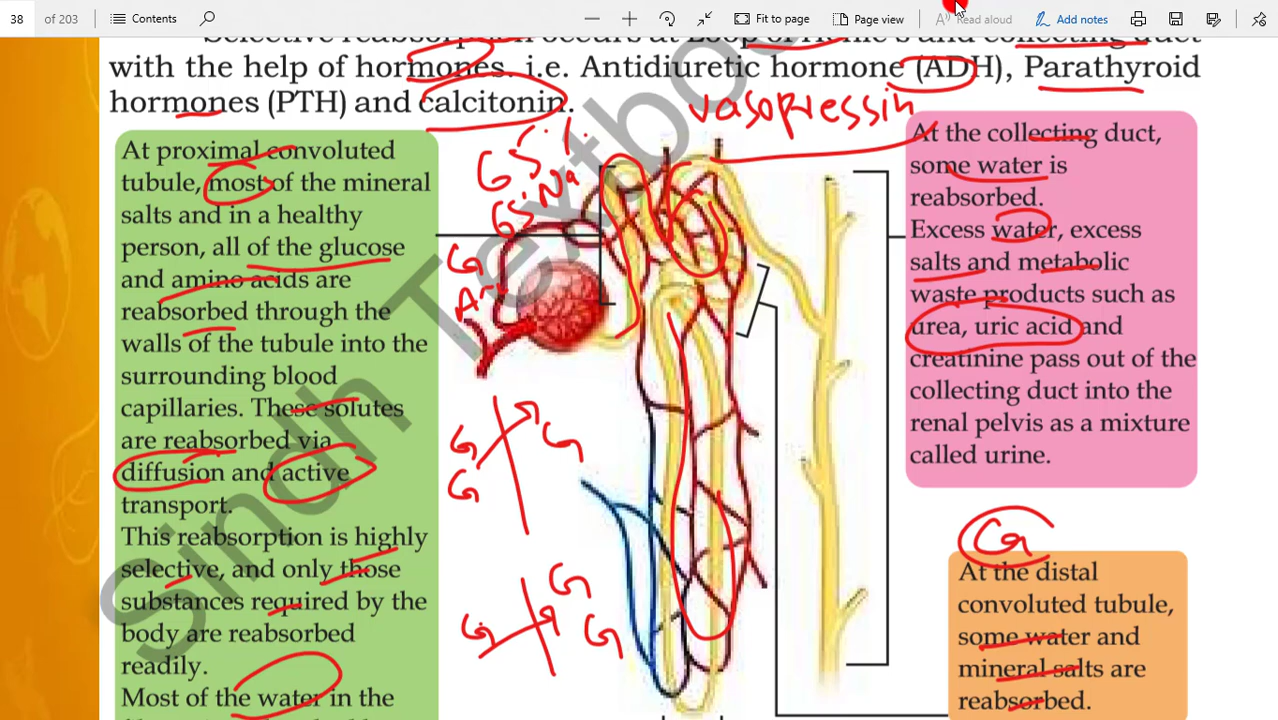 38
of 203
Contents
Fit to page
Page view
Read aloud
Add notes
Selective reabsorption occurs at Loop of Henle's and collecting duct
with the help of hormones. i.e. Antidiuretic hormone (ADH), Parathyroid
hormones (PTH) and calcitonin.
vasopressin
At proximal convoluted
tubule, most of the mineral
salts and in a healthy
person, all of the glucose
and amino acids are
reabsorbed through the
walls of the tubule into the
surrounding blood
capillaries. These solutes
are reabsorbed via
diffusion and active
transport.
This reabsorption is highly
selective, and only those
substances required by the
body are reabsorbed
readily.
Most of the water in the
Na
G
G
G
G
G
G
G
At the collecting duct,
some water is
reabsorbed.
Excess water, excess
salts and metabolic
waste products such as
urea, uric acid and
creatinine pass out of the
collecting duct into the
renal pelvis as a mixture
called urine.
Ca
At the distal
convoluted tubule,
some water and
mineral salts are
reabsorbed.
Sindh Textbook